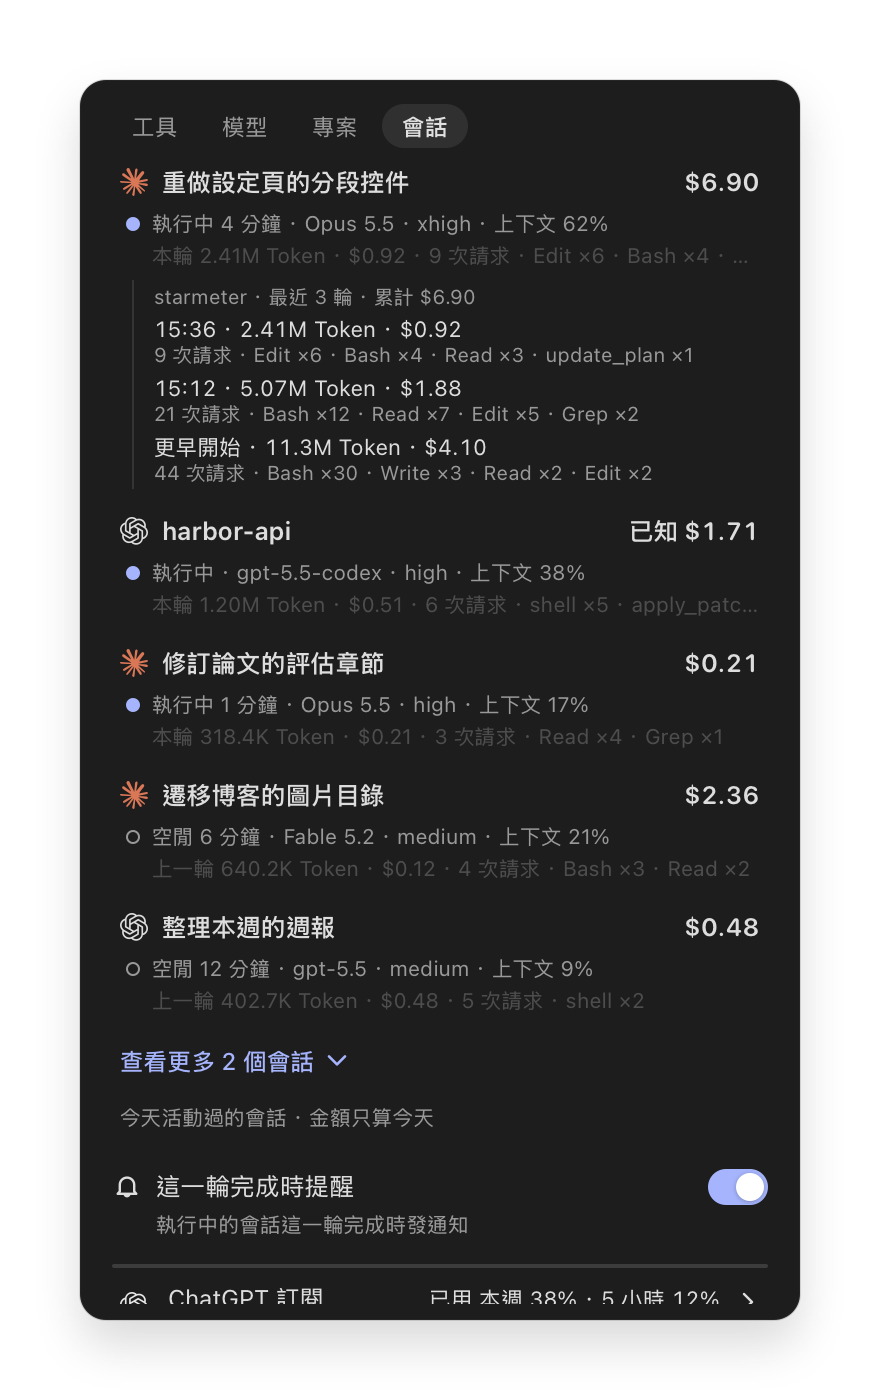 工具 模型 專案 會話
重做設定頁的分段控件 $6.90
執行中 4 分鐘 · Opus 5.5 · xhigh · 上下文 62%
本輪 2.41M Token · $0.92 · 9 次請求 · Edit ×6 · Bash ×4 · ...
starmeter · 最近 3 輪 · 累計 $6.90
15:36 · 2.41M Token · $0.92
9 次請求 · Edit ×6 · Bash ×4 · Read ×3 · update_plan ×1
15:12 · 5.07M Token · $1.88
21 次請求 · Bash ×12 · Read ×7 · Edit ×5 · Grep ×2
更早開始 · 11.3M Token · $4.10
44 次請求 · Bash ×30 · Write ×3 · Read ×2 · Edit ×2
harbor-api 已知 $1.71
執行中 · gpt-5.5-codex · high · 上下文 38%
本輪 1.20M Token · $0.51 · 6 次請求 · shell ×5 · apply_patc...
修訂論文的評估章節 $0.21
執行中 1 分鐘 · Opus 5.5 · high · 上下文 17%
本輪 318.4K Token · $0.21 · 3 次請求 · Read ×4 · Grep ×1
遷移博客的圖片目錄 $2.36
空閒 6 分鐘 · Fable 5.2 · medium · 上下文 21%
上一輪 640.2K Token · $0.12 · 4 次請求 · Bash ×3 · Read ×2
整理本週的週報 $0.48
空閒 12 分鐘 · gpt-5.5 · medium · 上下文 9%
上一輪 402.7K Token · $0.48 · 5 次請求 · shell ×2
查看更多 2 個會話
今天活動過的會話 · 金額只算今天
這一輪完成時提醒
執行中的會話這一輪完成時發通知
ChatGPT 訂閱 已用 本週 38% · 5 小時 12%